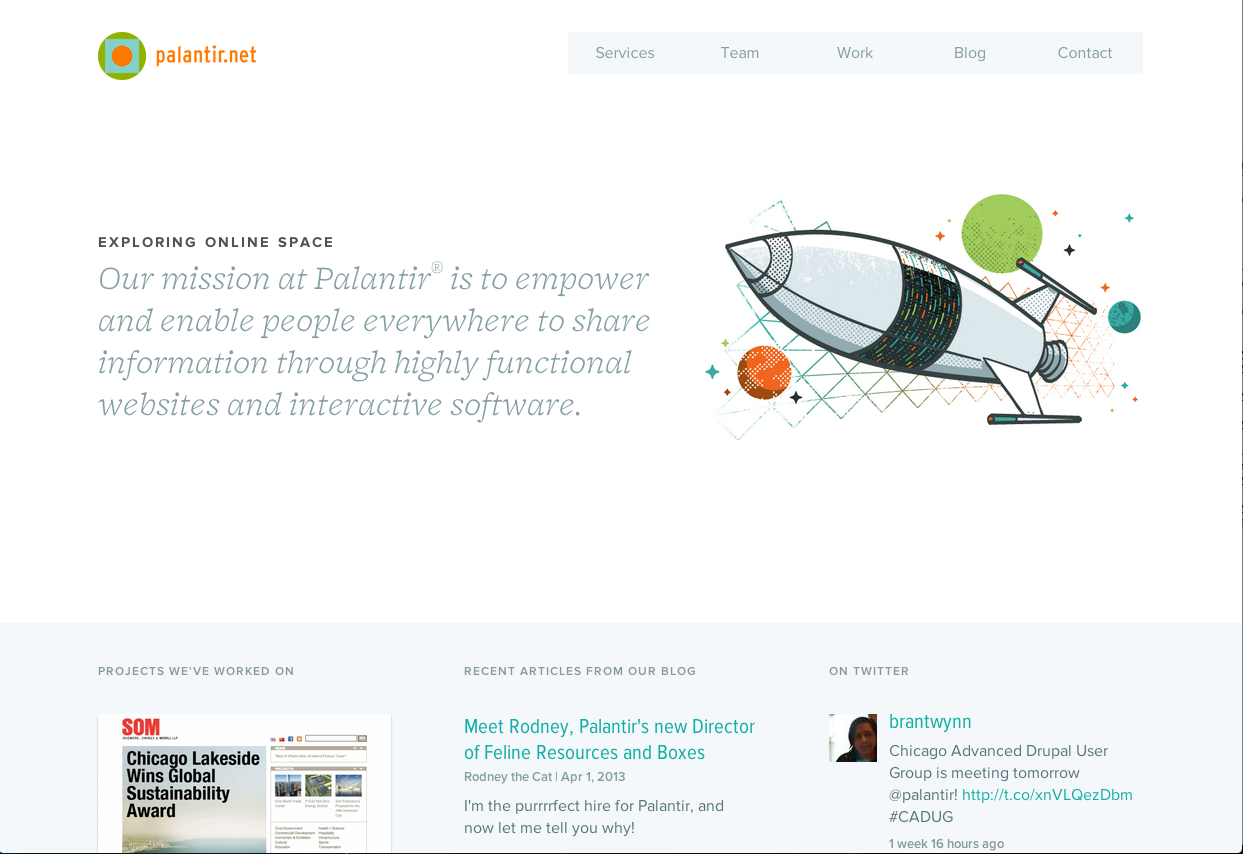 palantir.net
Services
Team
Work
Blog
Contact
EXPLORING ONLINE SPACE
Our mission at Palantir® is to empower
and enable people everywhere to share
information through highly functional
websites and interactive software.
PROJECTS WE'VE WORKED ON
SOM
Chicago Lakeside
Wins Global
Sustainability
Award
RECENT ARTICLES FROM OUR BLOG
Meet Rodney, Palantir's new Director
of Feline Resources and Boxes
Rodney the Cat | Apr 1, 2013
I'm the purrrrfect hire for Palantir, and
now let me tell you why!
ON TWITTER
brantwynn
Chicago Advanced Drupal User
Group is meeting tomorrow
@palantir! http://t.co/xnVLQezDbm
#CADUG
1 week 16 hours ago